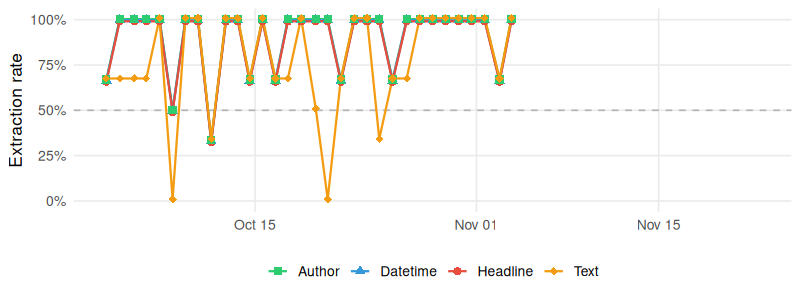 Extraction rate
100%
75%
50%
25%
0%
Oct 15 Nov 01 Nov 15
Author Datetime Headline Text